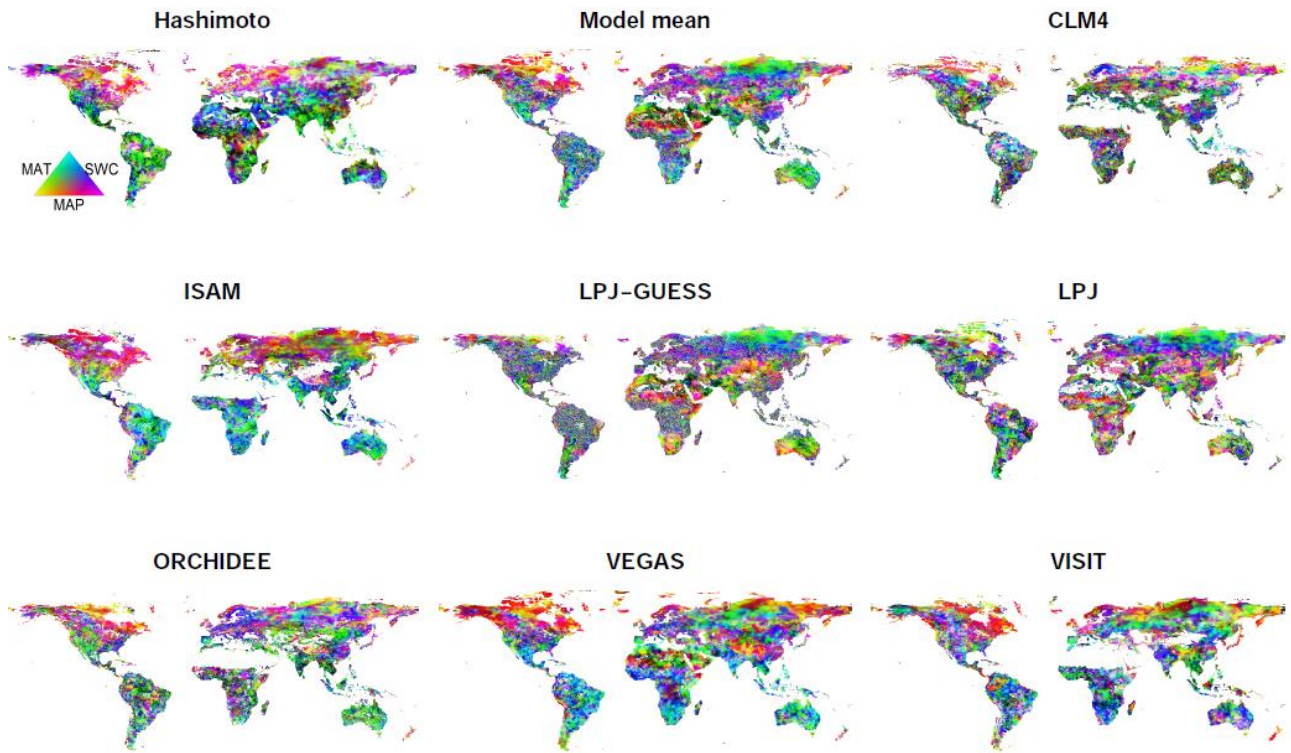 Hashimoto
Model mean
CLM4
MAT
SWC
MAP
ISAM
LPJ−GUESS
LPJ
ORCHIDEE
VEGAS
VISIT